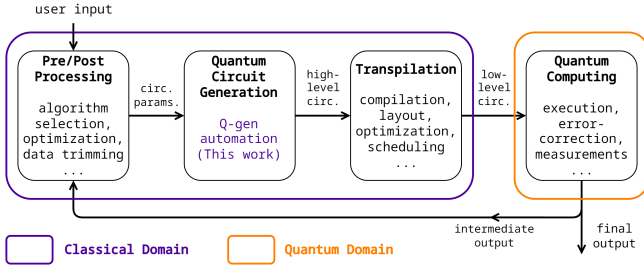 user input
Pre/Post
Processing
algorithm
selection,
optimization,
data trimming
...
circ.
params.
Quantum
Circuit
Generation
Q-gen
automation
(This work)
high-
level
circ.
Transpilation
compilation,
layout,
optimization,
scheduling
...
low-
level
circ.
Quantum
Computing
execution,
error-
correction,
measurements
...
intermediate
output
final
output
Classical Domain
Quantum Domain